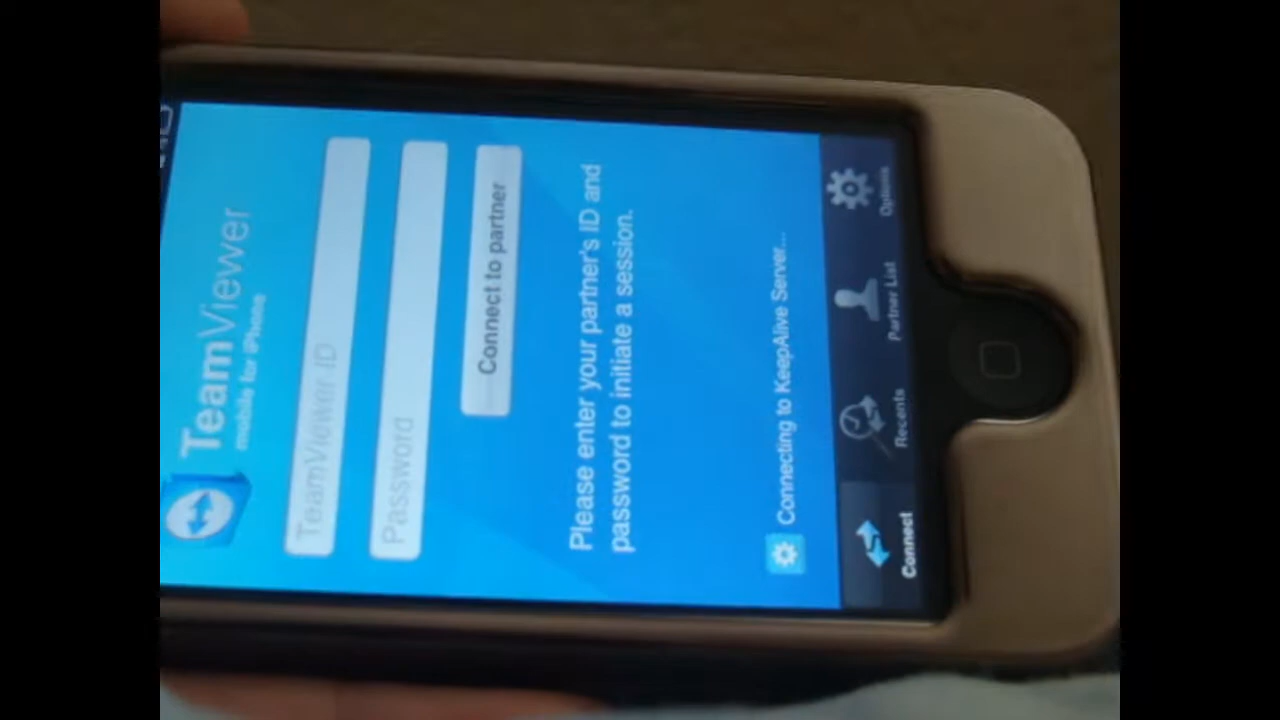 TeamViewer
mobile for iPhone
TeamViewer ID
Password
Connect to partner
Please enter your partner's ID and
password to initiate a session.
Connecting to KeepAlive Server...
Connect
Recents
Partner List
Options